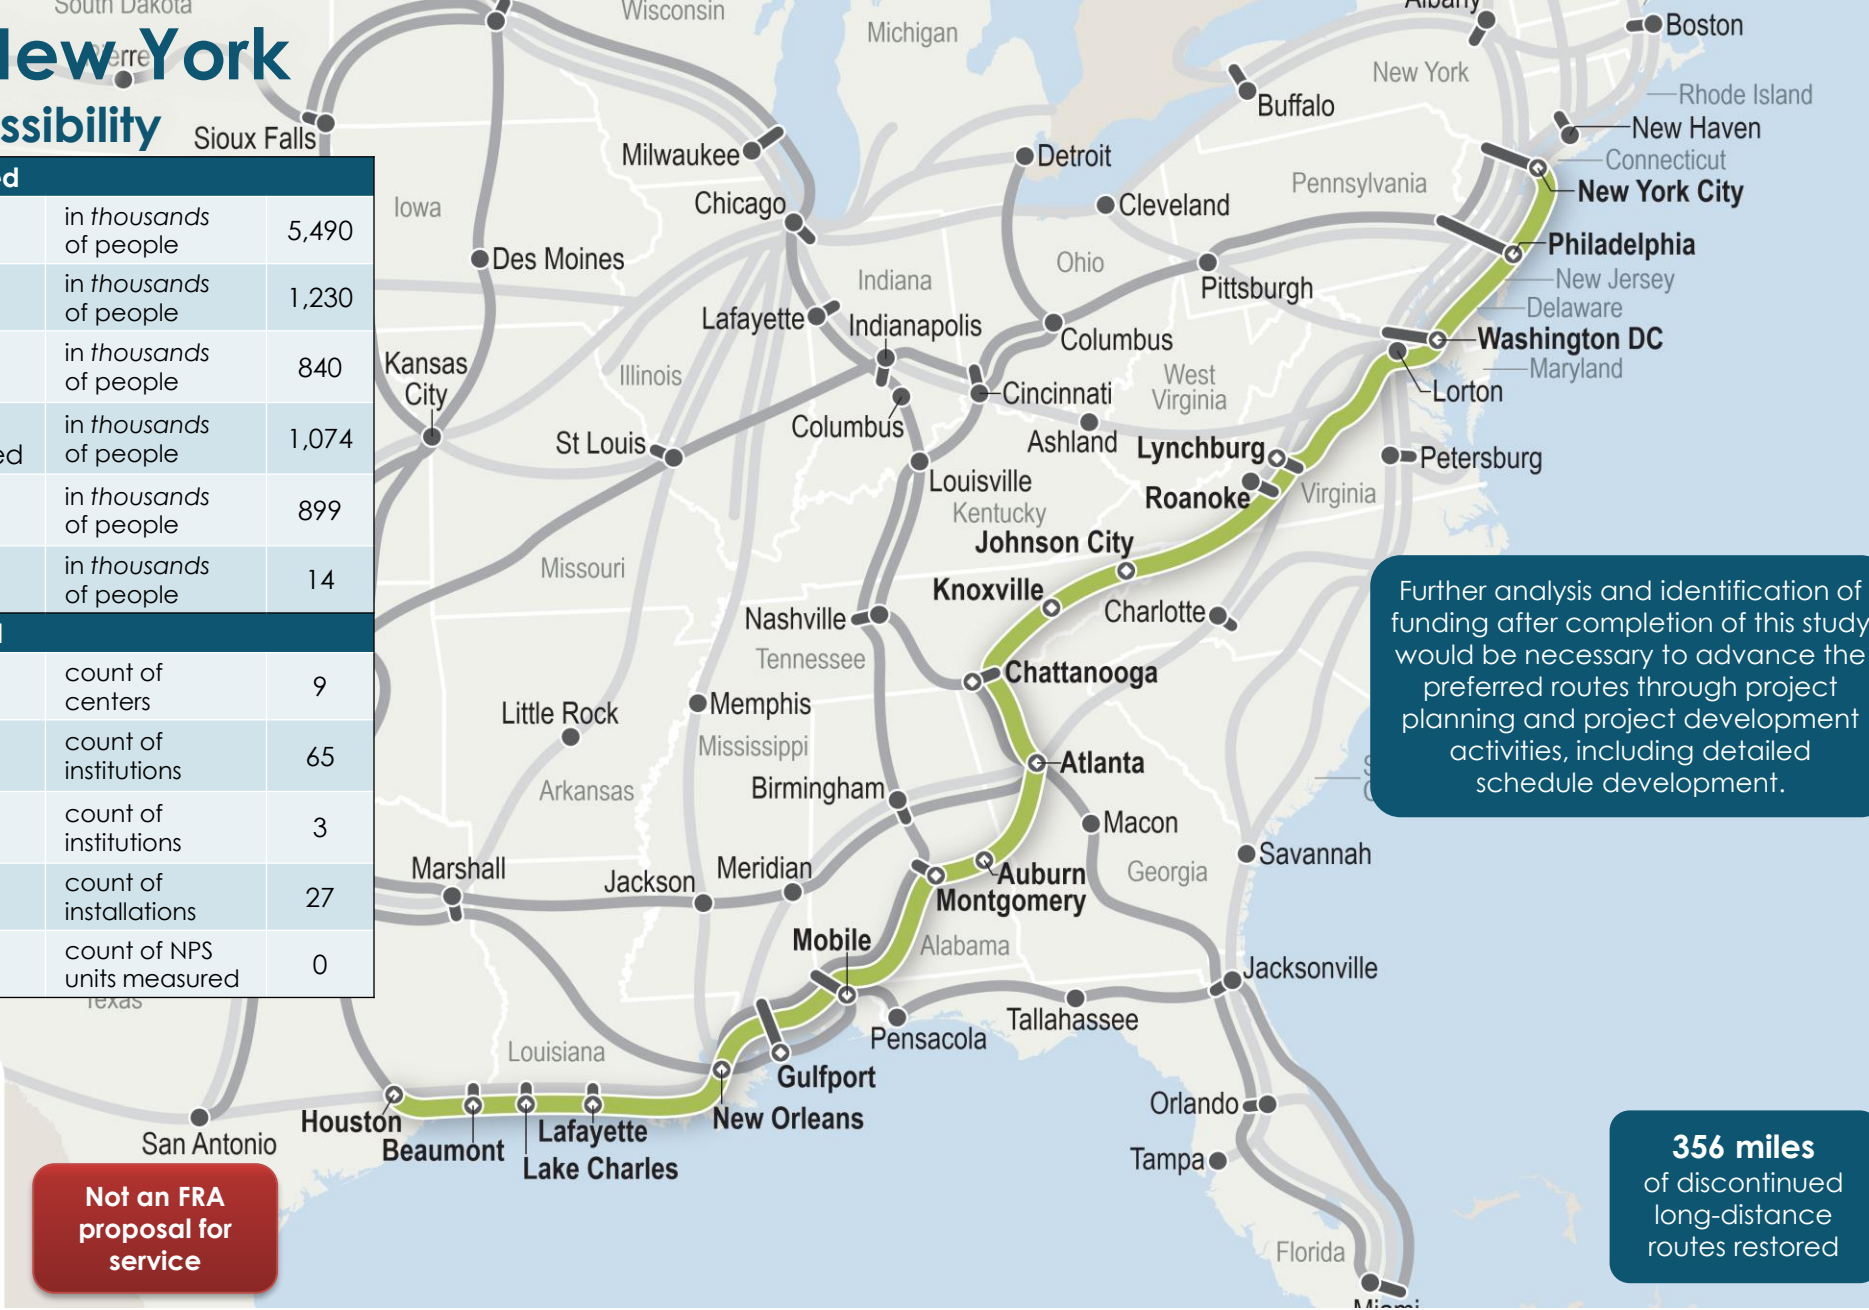 South Dakota
New York
Pierre
ssibility
Sioux Falls
ed
in thousands
of people
5,490
in thousands
of people
1,230
in thousands
of people
840
ed
in thousands
of people
1,074
in thousands
of people
899
in thousands
of people
14
count of
centers
9
count of
institutions
65
count of
institutions
3
count of
installations
27
count of NPS
units measured
0
Texas
Wisconsin
Michigan
Albany
Boston
New York
Buffalo
Rhode Island
New Haven
Connecticut
New York City
Milwaukee
Detroit
Pennsylvania
Iowa
Chicago
Cleveland
Philadelphia
Des Moines
Indiana
Ohio
Pittsburgh
New Jersey
Delaware
Lafayette
Indianapolis
Columbus
Washington DC
Maryland
Kansas
City
Illinois
Cincinnati
West
Virginia
Lorton
St Louis
Columbus
Ashland
Lynchburg
Petersburg
Louisville
Roanoke
Virginia
Kentucky
Johnson City
Missouri
Knoxville
Charlotte
Nashville
Tennessee
Chattanooga
Little Rock
Memphis
Mississippi
Atlanta
Arkansas
Birmingham
Macon
Marshall
Jackson
Meridian
Auburn
Georgia
Savannah
Montgomery
Mobile
Alabama
Jacksonville
Pensacola
Tallahassee
Louisiana
Gulfport
Houston
New Orleans
San Antonio
Beaumont
Lafayette
Lake Charles
Orlando
Tampa
Florida
Miami
Further analysis and identification of
funding after completion of this study
would be necessary to advance the
preferred routes through project
planning and project development
activities, including detailed
schedule development.
Not an FRA
proposal for
service
356 miles
of discontinued
long-distance
routes restored